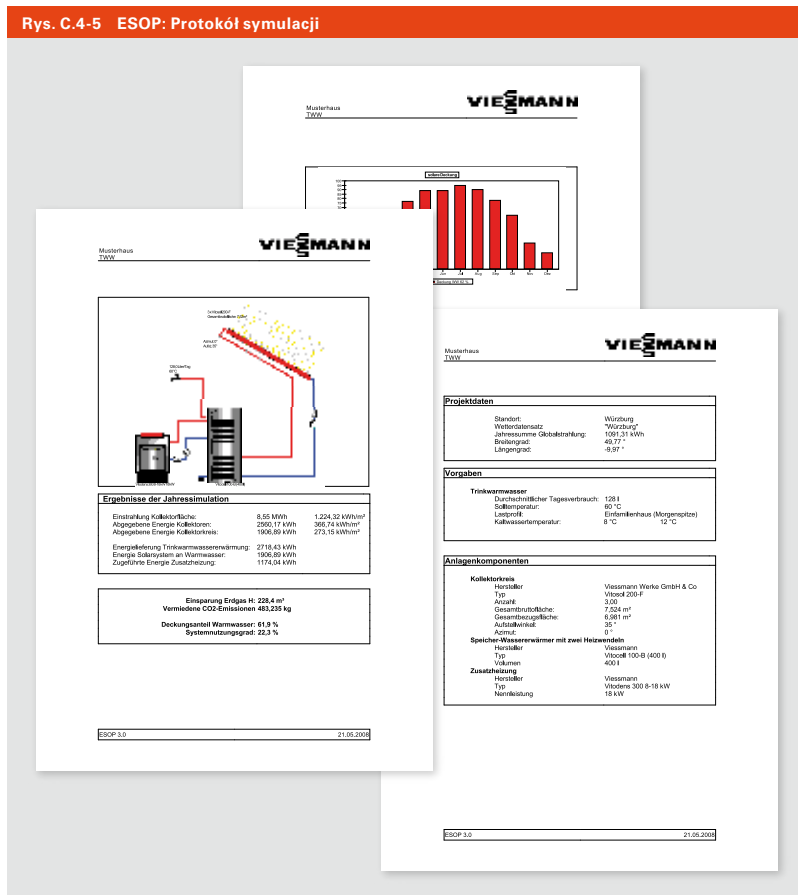 Rys. C.4-5 ESOP: Protokół symulacji
Musterhaus
TWW
VIESMANN
solare Deckung
100
Jun Jul Aug Sep Okt Nov Dez
Deckung WW 62 %
Musterhaus
TWW
VIESMANN
60°C
Ergebnisse der Jahressimulation
Einstrahlung Kollektorfläche: 8,55 MWh 1.224,32 kWh/m²
Abgegebene Energie Kollektoren: 2560,17 kWh 366,74 kWh/m²
Abgegebene Energie Kollektorkreis: 1906,89 kWh 273,15 kWh/m²
Energielieferung Trinkwarmwassererwärmung: 2718,43 kWh
Energie Solarsystem an Warmwasser: 1906,89 kWh
Zugeführte Energie Zusatzheizung: 1174,04 kWh
Einsparung Erdgas H: 228,4 m³
Vermiedene CO2-Emissionen 483,235 kg
Deckungsanteil Warmwasser: 61,9 %
Systemnutzungsgrad: 22,3 %
ESOP 3.0 21.05.2008
Musterhaus
TWW
VIESMANN
Projektdaten
Standort: Würzburg
Wetterdatensatz "Würzburg"
Jahressumme Globalstrahlung: 1091,31 kWh
Breitengrad: 49,77 °
Längengrad: -9,97 °
Vorgaben
Trinkwarmwasser
Durchschnittlicher Tagesverbrauch: 128 l
Solltemperatur: 60 °C
Lastprofil: Einfamilienhaus (Morgenspitze)
Kaltwassertemperatur: 8 °C 12 °C
Anlagenkomponenten
Kollektorkreis
Hersteller Viessmann Werke GmbH & Co
Typ Vitosol 200-F
Anzahl: 3,00
Gesamtbruttofläche: 7,524 m²
Gesamtbezugsfläche: 6,981 m²
Aufstellwinkel: 35 °
Azimut: 0 °
Speicher-Wassererwärmer mit zwei Heizwendeln
Hersteller Viessmann
Typ Vitocell 100-B (400 l)
Volumen 400 l
Zusatzheizung
Hersteller Viessmann
Typ Vitodens 300 8-18 kW
Nennleistung 18 kW
ESOP 3.0 21.05.2008